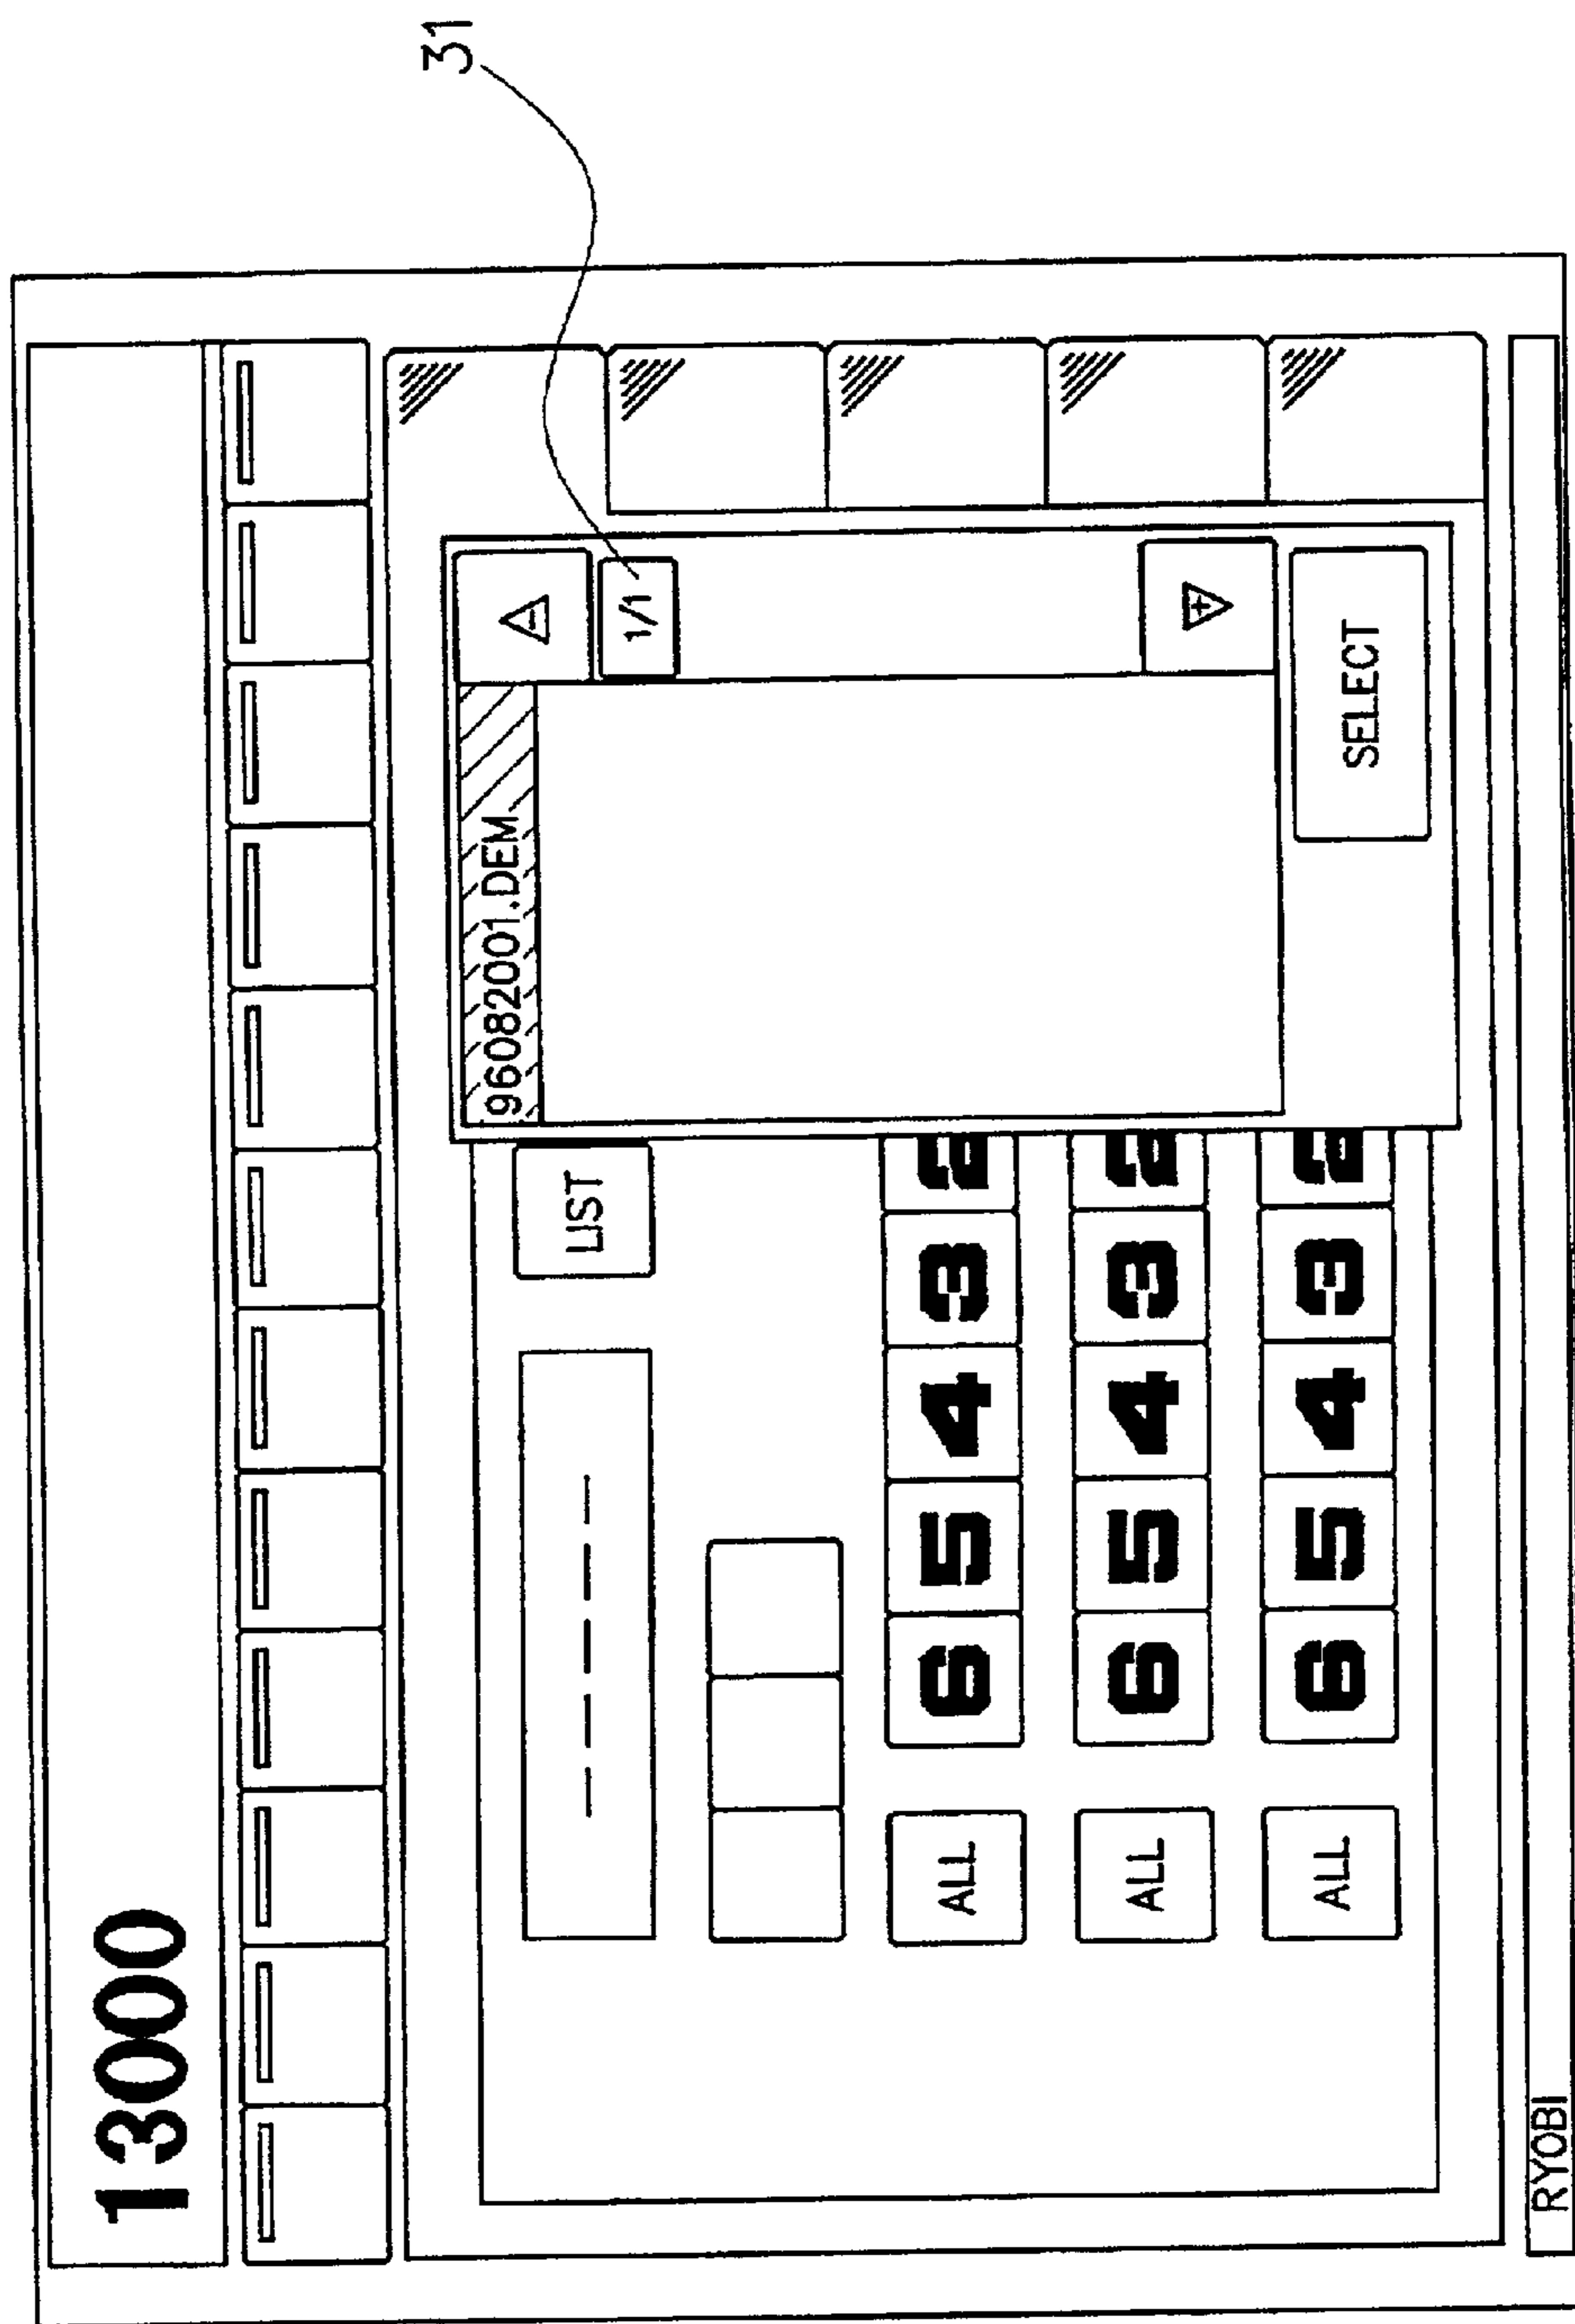 31
13000
96082001.DEM
-
1/1
LIST
-----
6 5 4 3 2
+
ALL
6 5 4 3 2
ALL
SELECT
6 5 4 3 2
ALL
RYOBI